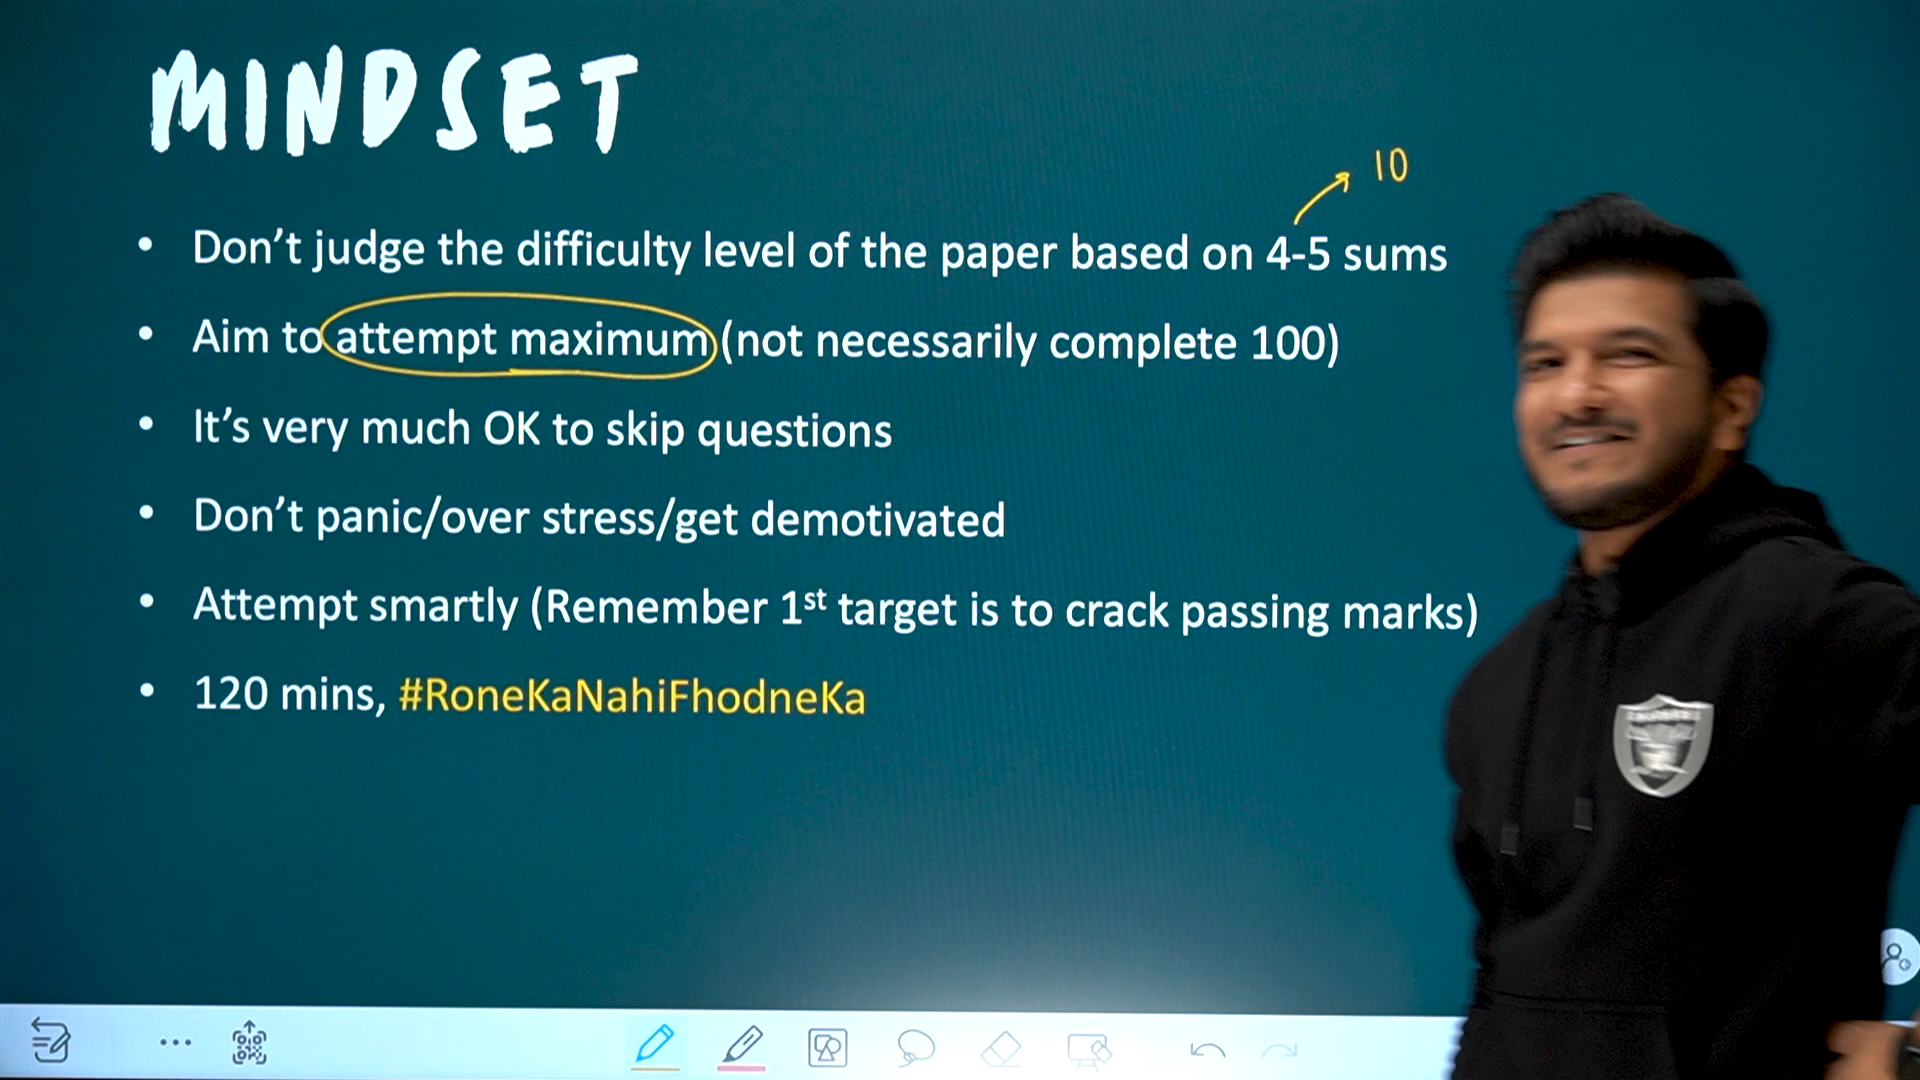 MINDSET
10
• Don't judge the difficulty level of the paper based on 4-5 sums
• Aim to attempt maximum (not necessarily complete 100)
• It's very much OK to skip questions
• Don't panic/over stress/get demotivated
• Attempt smartly (Remember 1st target is to crack passing marks)
• 120 mins, #RoneKaNahiFhodneKa